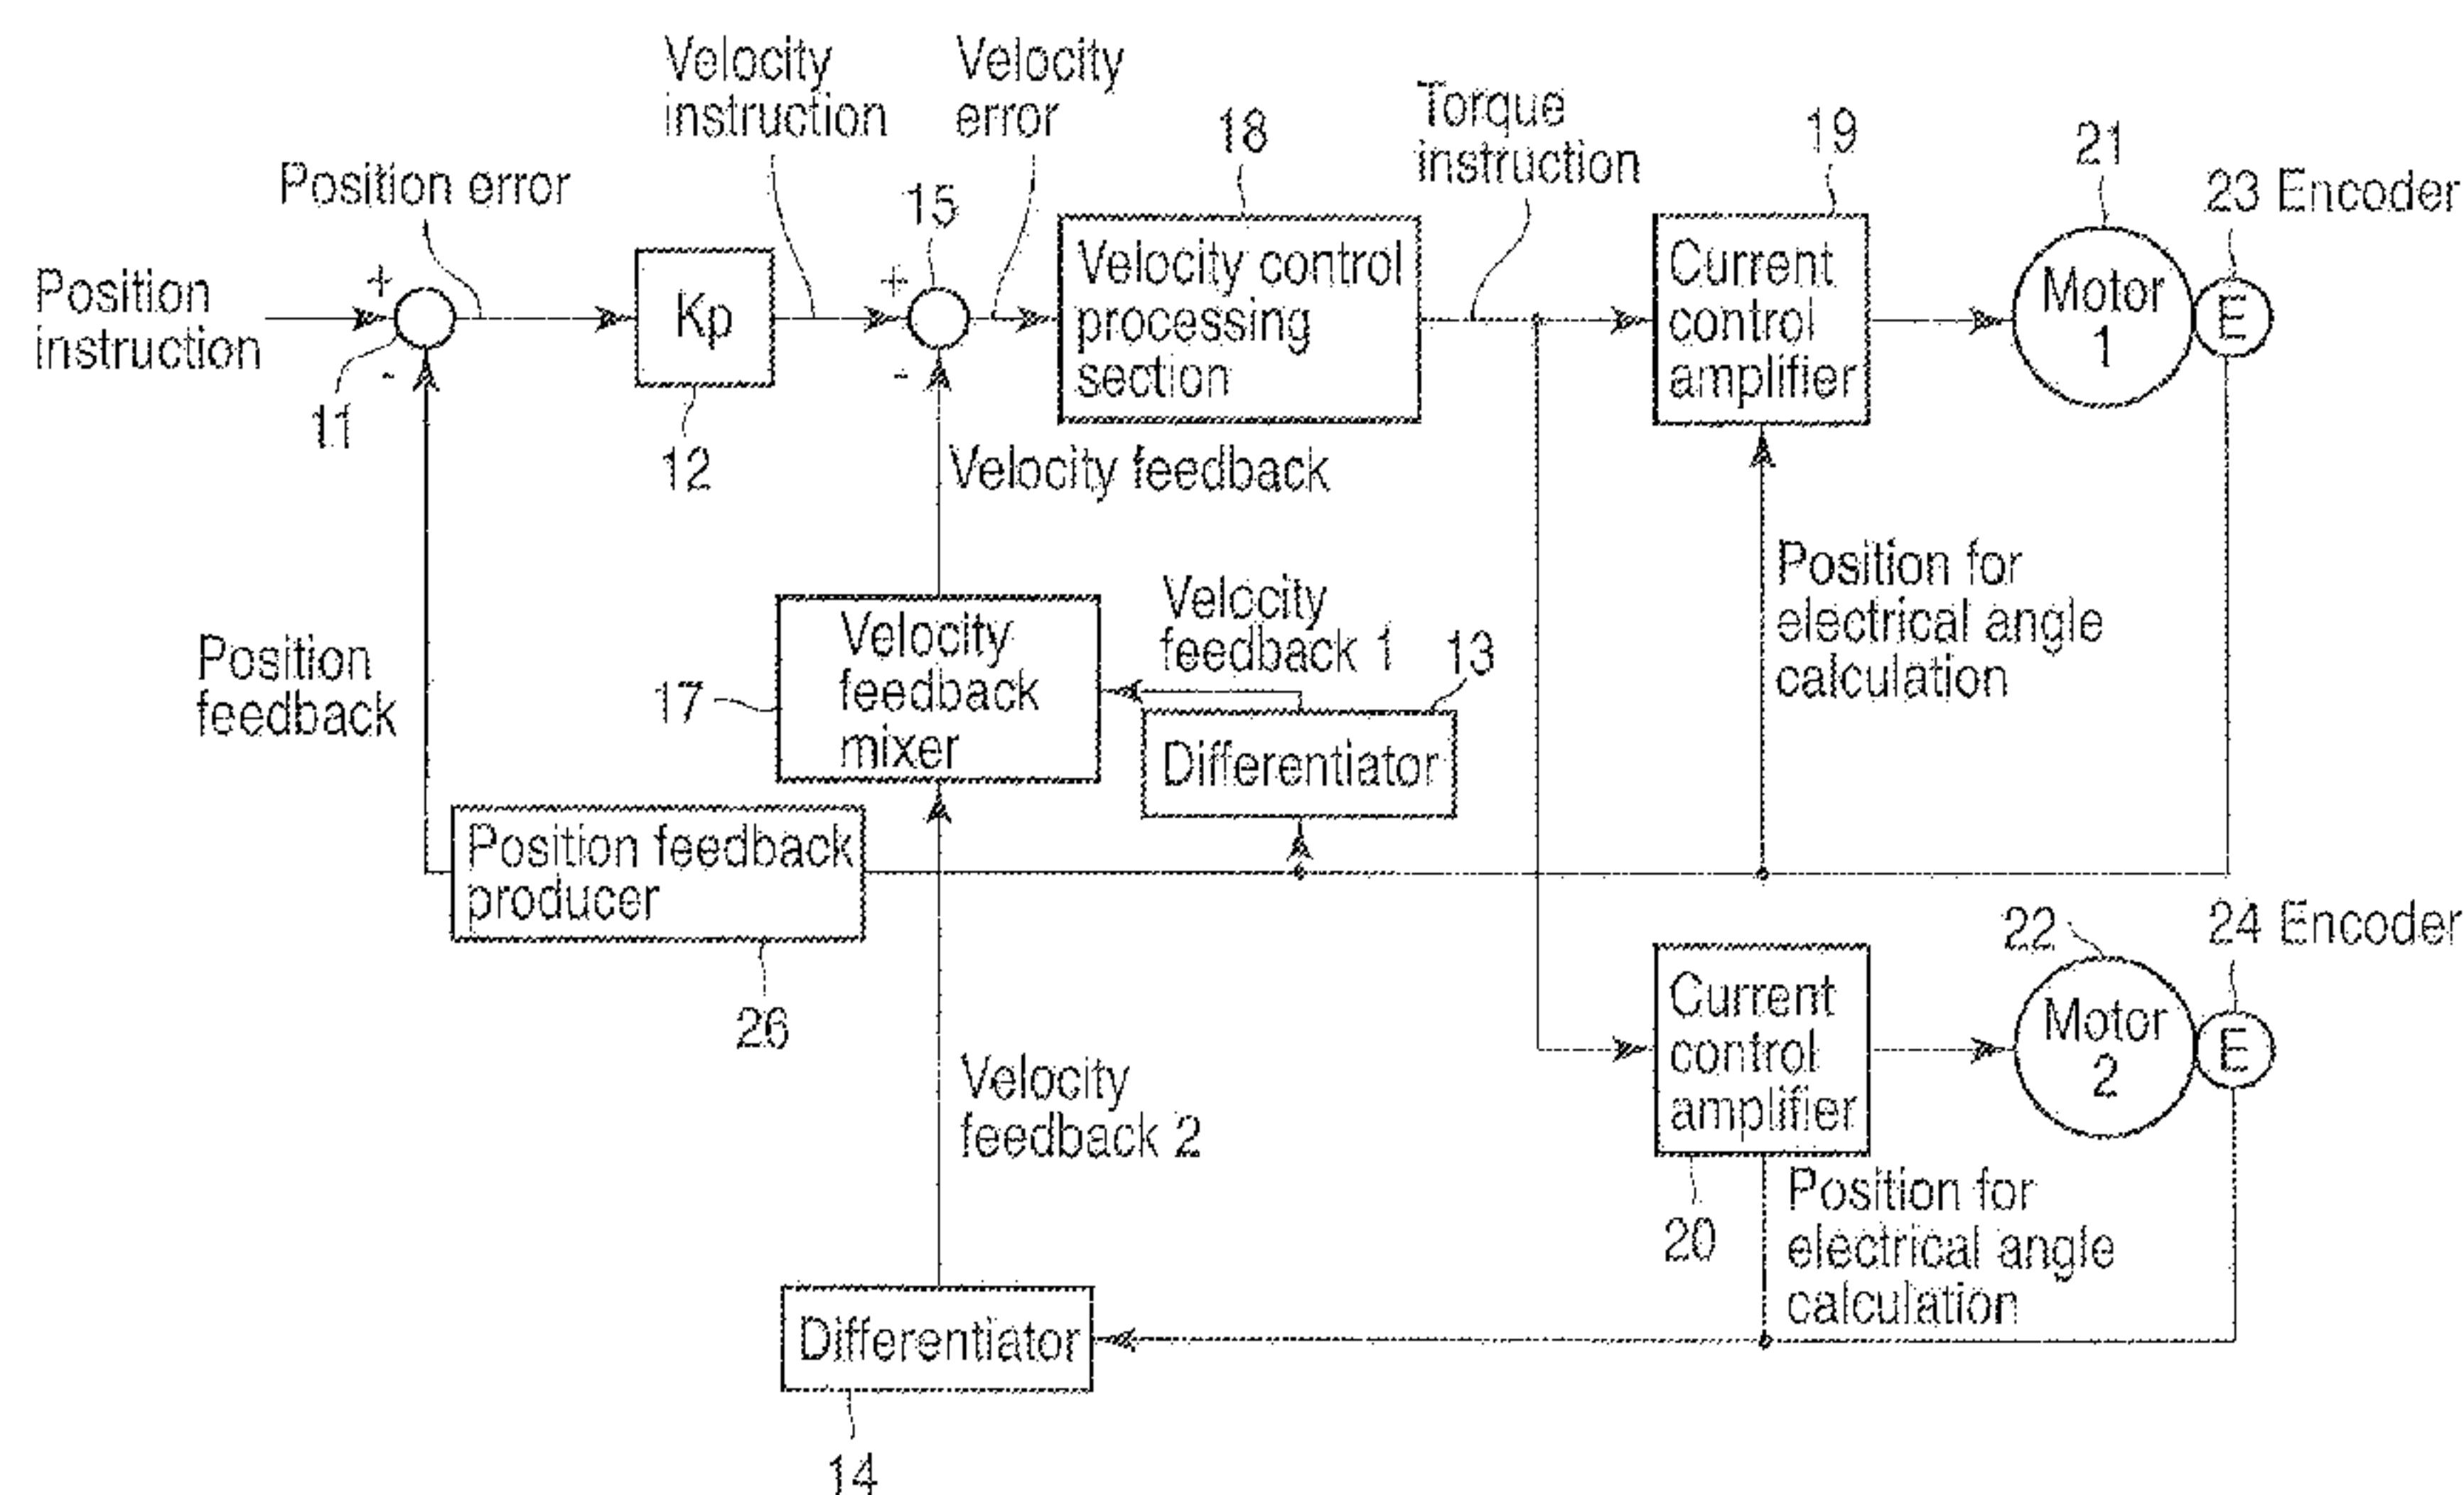 Velocity
instruction
Velocity
error
Torque
instruction
18
19
21
23 Encoder
Position error
15
Position
instruction
+
-
11
Kp
12
+
-
Velocity control
processing
section
Current
control
amplifier
Motor
1
E
Velocity feedback
Position for
electrical angle
calculation
Position
feedback
17
Velocity
feedback
mixer
Velocity
feedback 1
13
Differentiator
Position feedback
producer
26
22
24 Encoder
Current
control
amplifier
Motor
2
E
20
Velocity
feedback 2
Position for
electrical angle
calculation
Differentiator
14